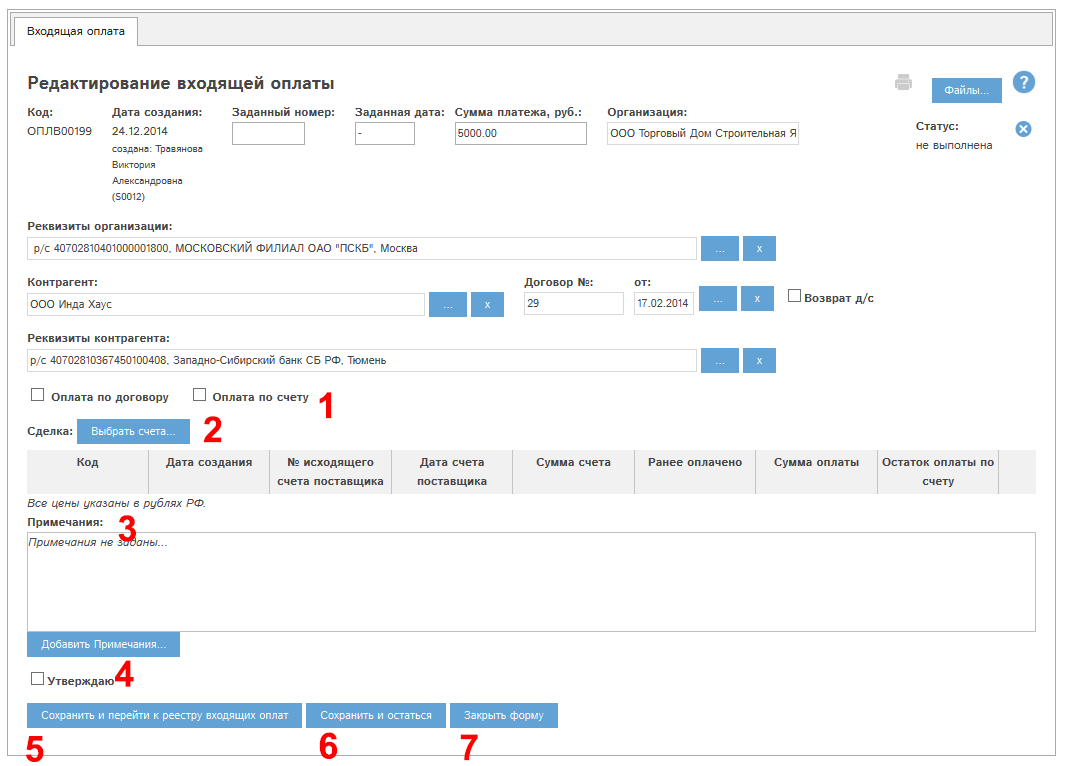 Входящая оплата
Редактирование входящей оплаты
Файлы...
?
Код:
Дата создания:
Заданный номер:
Заданная дата:
Сумма платежа, руб.:
Организация:
Статус:
ОПЛВ00199
24.12.2014
-
5000.00
ООО Торговый Дом Строительная Я
не выполнена
создана: Травянова
Виктория
Александровна
(S0012)
Реквизиты организации:
р/с 40702810401000001800, МОСКОВСКИЙ ФИЛИАЛ ОАО "ПСКБ", Москва
...
x
Контрагент:
Договор №:
от:
ООО Инда Хаус
...
x
29
17.02.2014
...
x
Возврат д/с
Реквизиты контрагента:
р/с 40702810367450100408, Западно-Сибирский банк СБ РФ, Тюмень
...
x
Оплата по договору
Оплата по счету
1
Сделка:
Выбрать счета...
2
Код
Дата создания
№ исходящего
счета поставщика
Дата счета
поставщика
Сумма счета
Ранее оплачено
Сумма оплаты
Остаток оплаты по
счету
Все цены указаны в рублях РФ.
Примечания:
3
Примечания не заданы...
Добавить Примечания...
4
Утверждаю
Сохранить и перейти к реестру входящих оплат
Сохранить и остаться
Закрыть форму
5
6
7